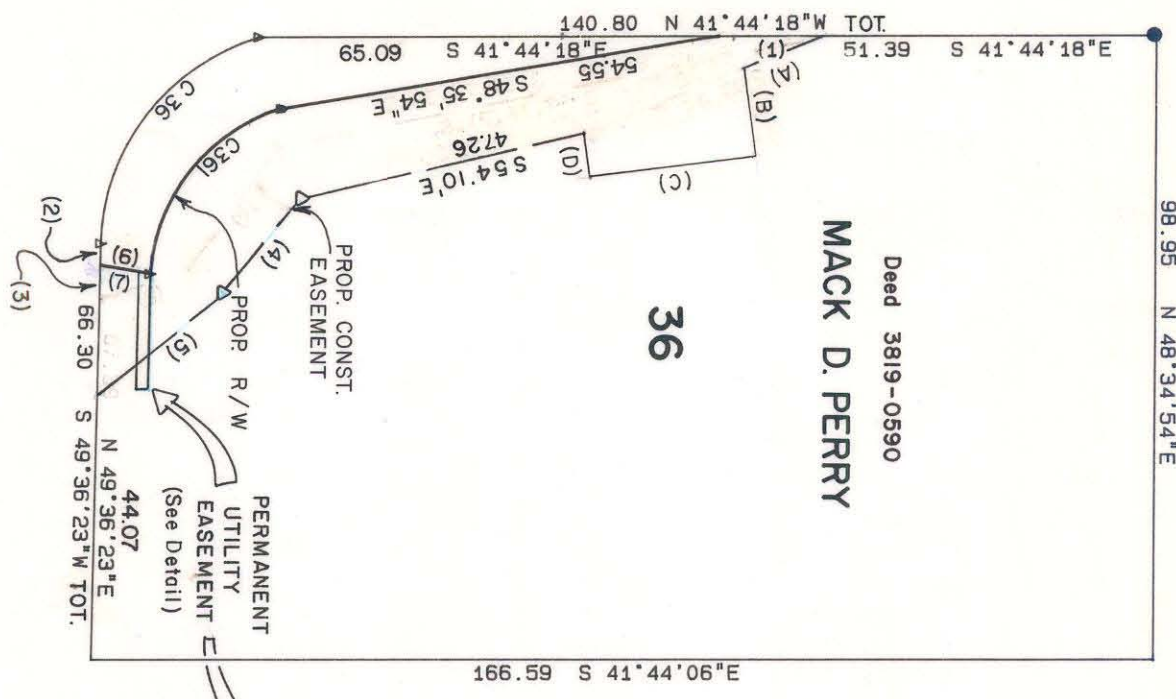 140.80 N 41°44'18"W TOT.
65.09 S 41°44'18"E
(1)
51.39 S 41°44'18"E
(A)
(B)
(C)
(D)
54.55
S 48°35'54"E
47.26
S 54°10'E
C36
C361
(2)
(3)
(6)
(7)
(4)
(5)
PROP. CONST.
EASEMENT
PROP. R/W
36
MACK D. PERRY
Deed 3819-0590
98.95 N 48°34'54"E
66.30 S 49°36'23"W TOT.
N 49°36'23"E
44.07
PERMANENT
UTILITY
EASEMENT
(See Detail)
166.59 S 41°44'06"E